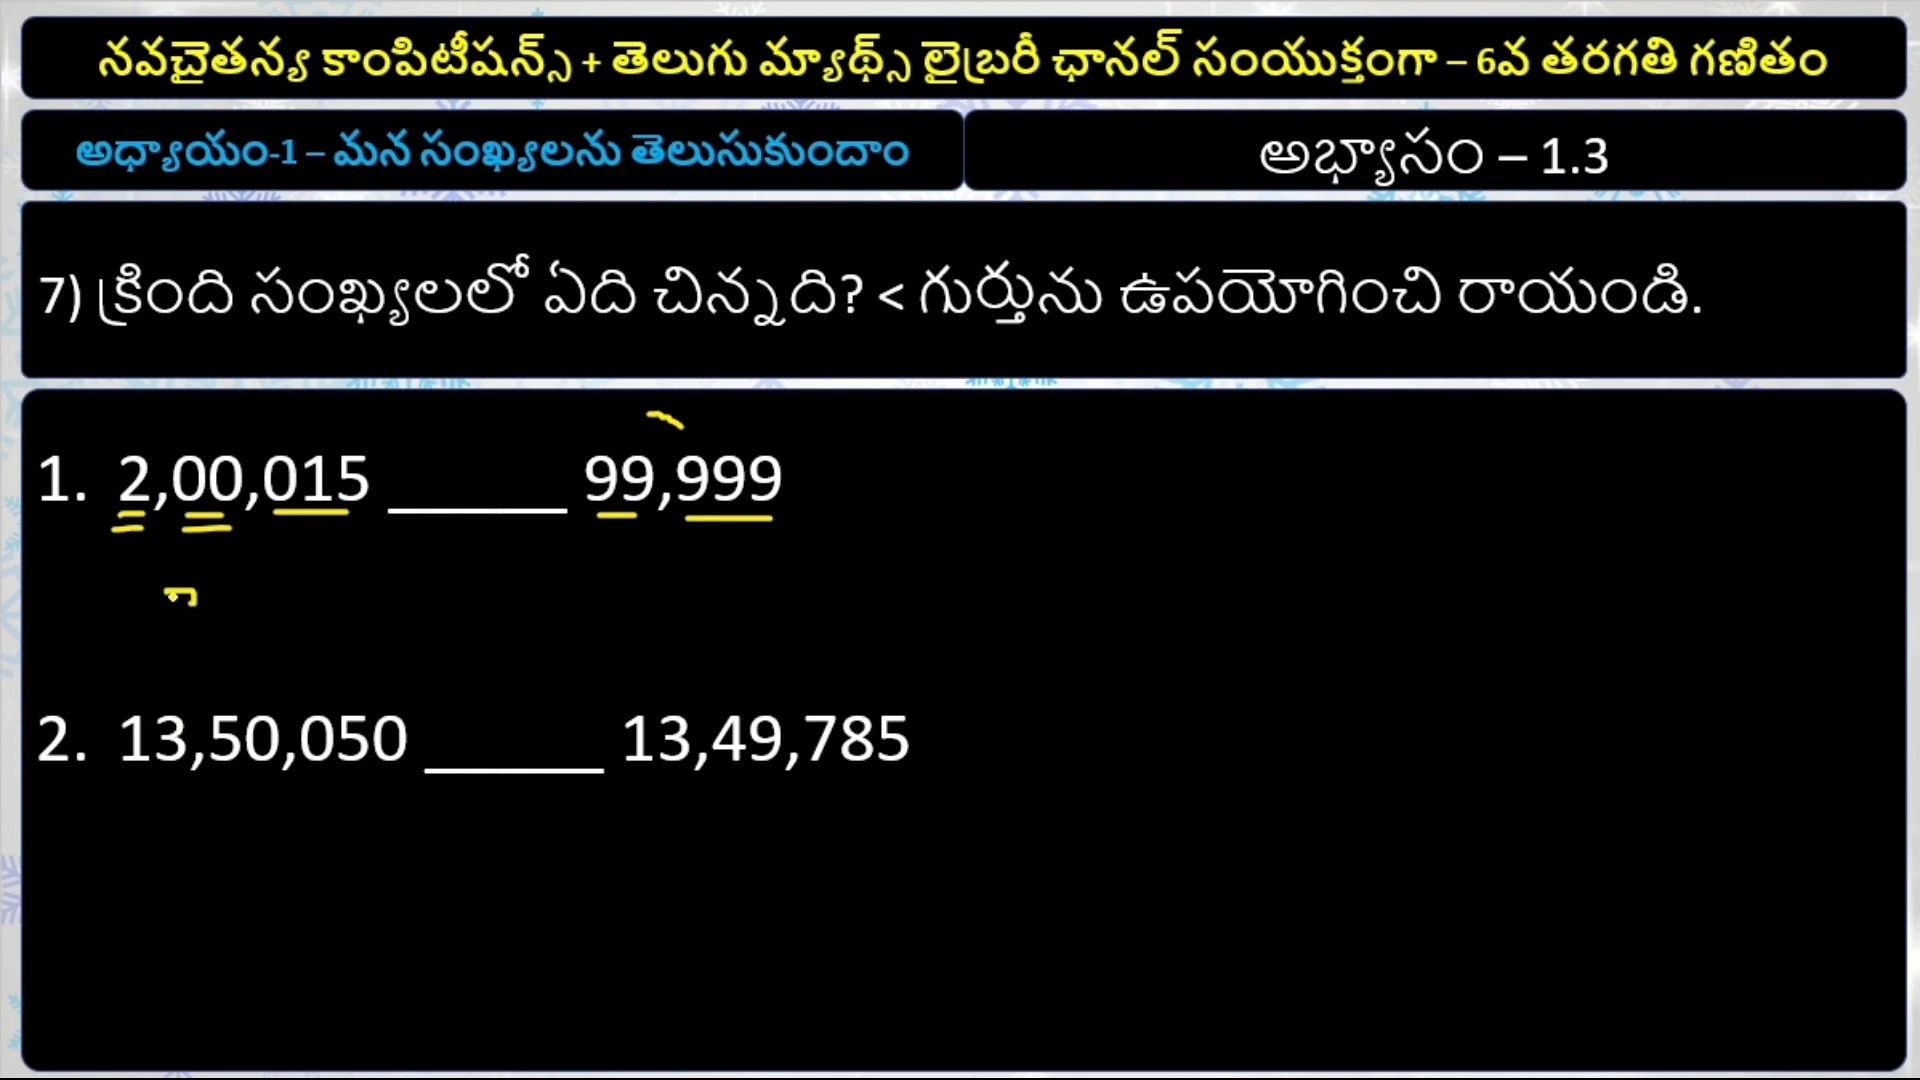 నవచైతన్య కాంపిటీషన్స్ + తెలుగు మ్యాథ్స్ లైబ్రరీ ఛానల్ సంయుక్తంగా – 6వ తరగతి గణితం
అధ్యాయం-1 – మన సంఖ్యలను తెలుసుకుందాం
అభ్యాసం – 1.3
7) క్రింది సంఖ్యలలో ఏది చిన్నది? < గుర్తును ఉపయోగించి రాయండి.
1. 2,00,015 ______ 99,999
2. 13,50,050 ______ 13,49,785